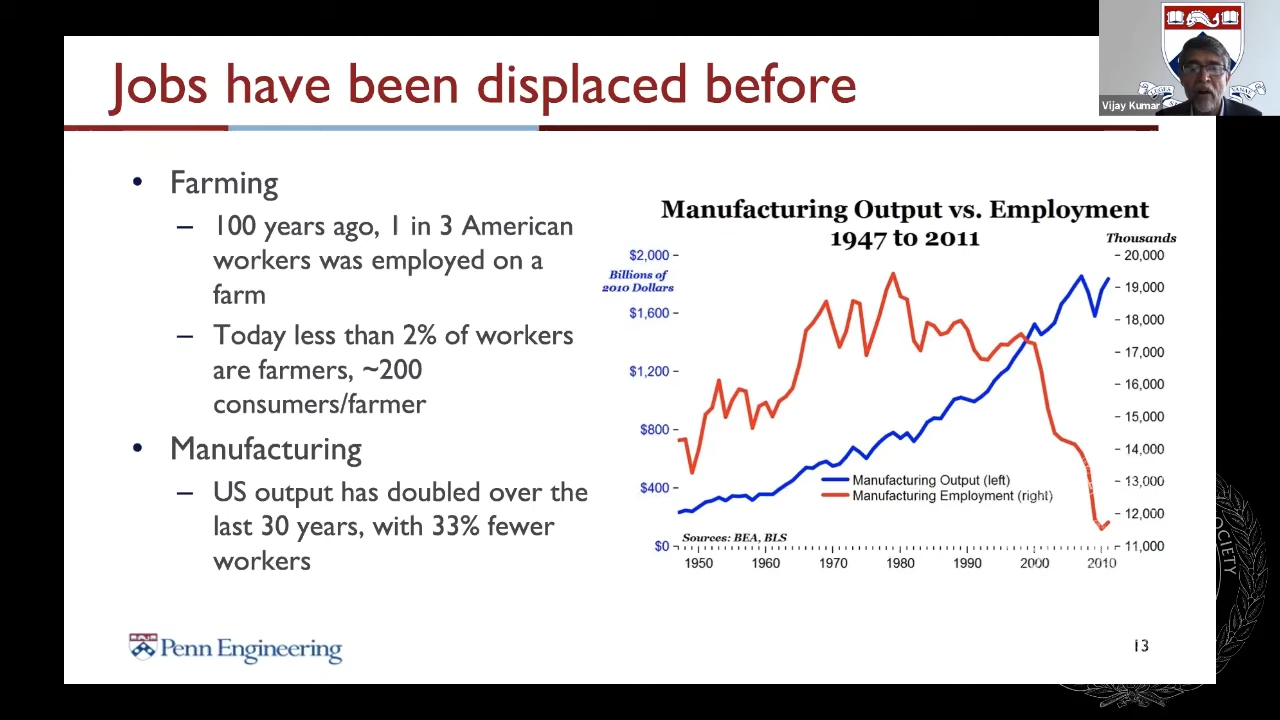 Jobs have been displaced before
Vijay Kumar
• Farming
– 100 years ago, 1 in 3 American
workers was employed on a
farm
– Today less than 2% of workers
are farmers, ~200
consumers/farmer
• Manufacturing
– US output has doubled over the
last 30 years, with 33% fewer
workers
Manufacturing Output vs. Employment
1947 to 2011
Thousands
Billions of
2010 Dollars
$2,000
$1,600
$1,200
$800
$400
$0
20,000
19,000
18,000
17,000
16,000
15,000
14,000
13,000
12,000
11,000
Manufacturing Output (left)
Manufacturing Employment (right)
Sources: BEA, BLS
1950 1960 1970 1980 1990 2000 2010
Penn Engineering
13
SOCIETY